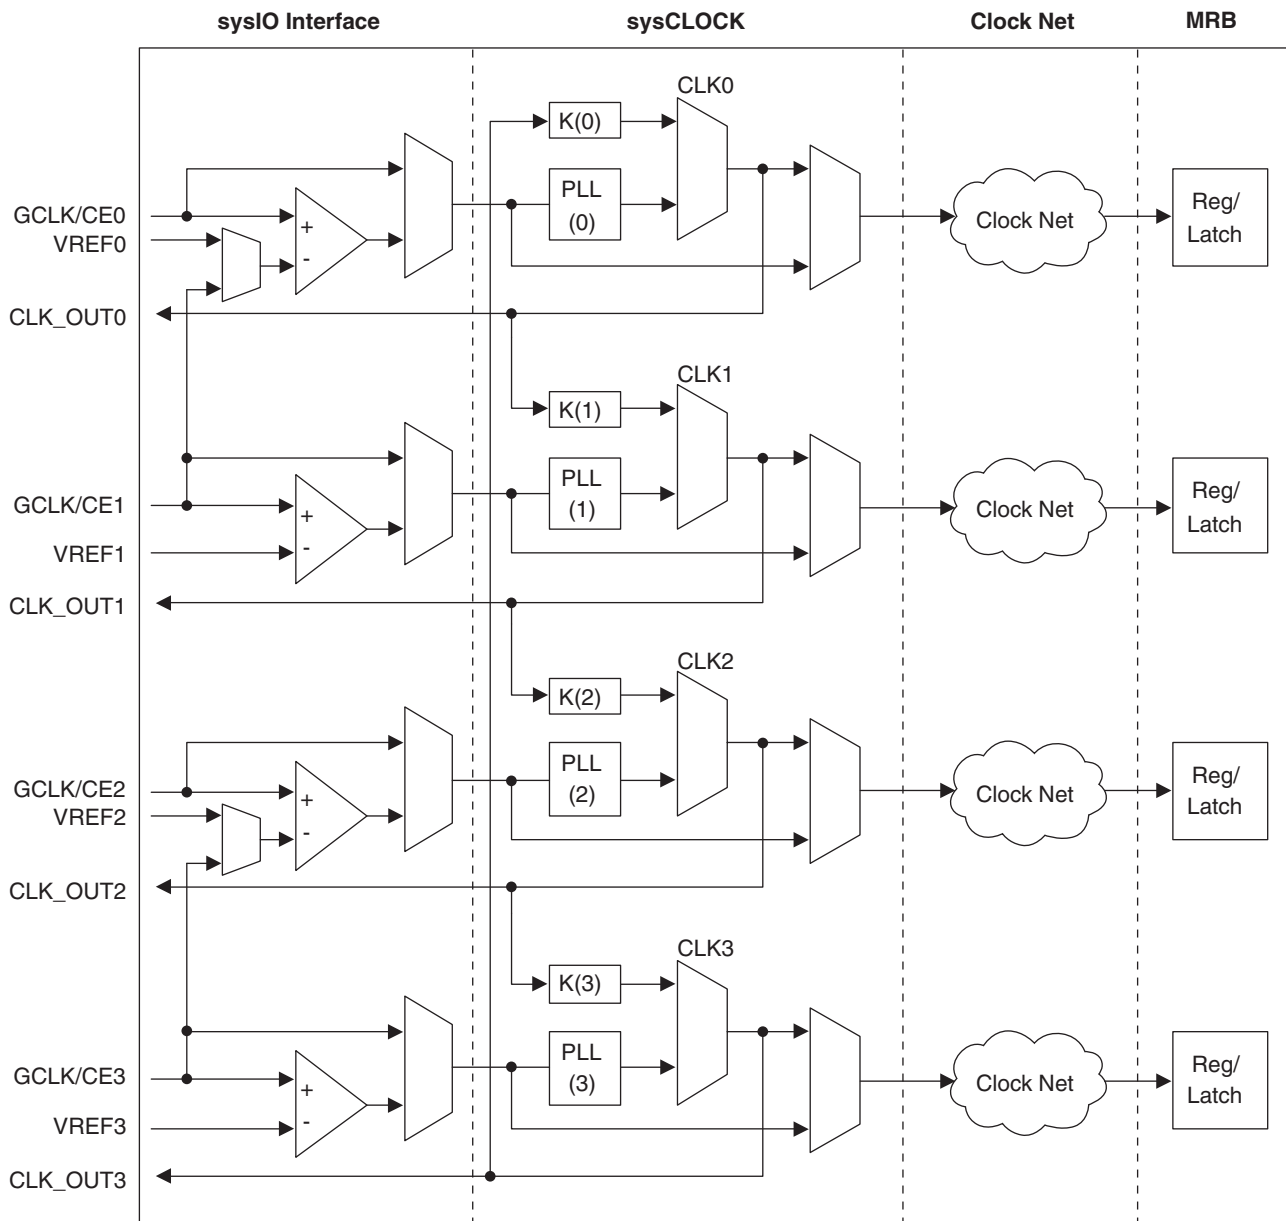 sysIO Interface
sysCLOCK
Clock Net
MRB
CLK0
K(0)
GCLK/CE0
VREF0
+
-
PLL
(0)
Clock Net
Reg/
Latch
CLK_OUT0
CLK1
K(1)
GCLK/CE1
VREF1
+
-
PLL
(1)
Clock Net
Reg/
Latch
CLK_OUT1
CLK2
K(2)
GCLK/CE2
VREF2
+
-
PLL
(2)
Clock Net
Reg/
Latch
CLK_OUT2
CLK3
K(3)
GCLK/CE3
VREF3
+
-
PLL
(3)
Clock Net
Reg/
Latch
CLK_OUT3